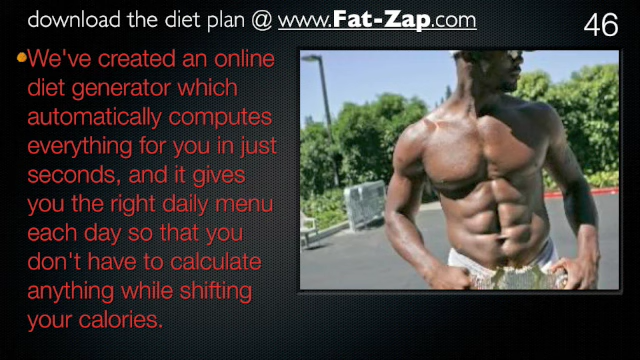 download the diet plan @ www.Fat-Zap.com
46
We've created an online
diet generator which
automatically computes
everything for you in just
seconds, and it gives
you the right daily menu
each day so that you
don't have to calculate
anything while shifting
your calories.